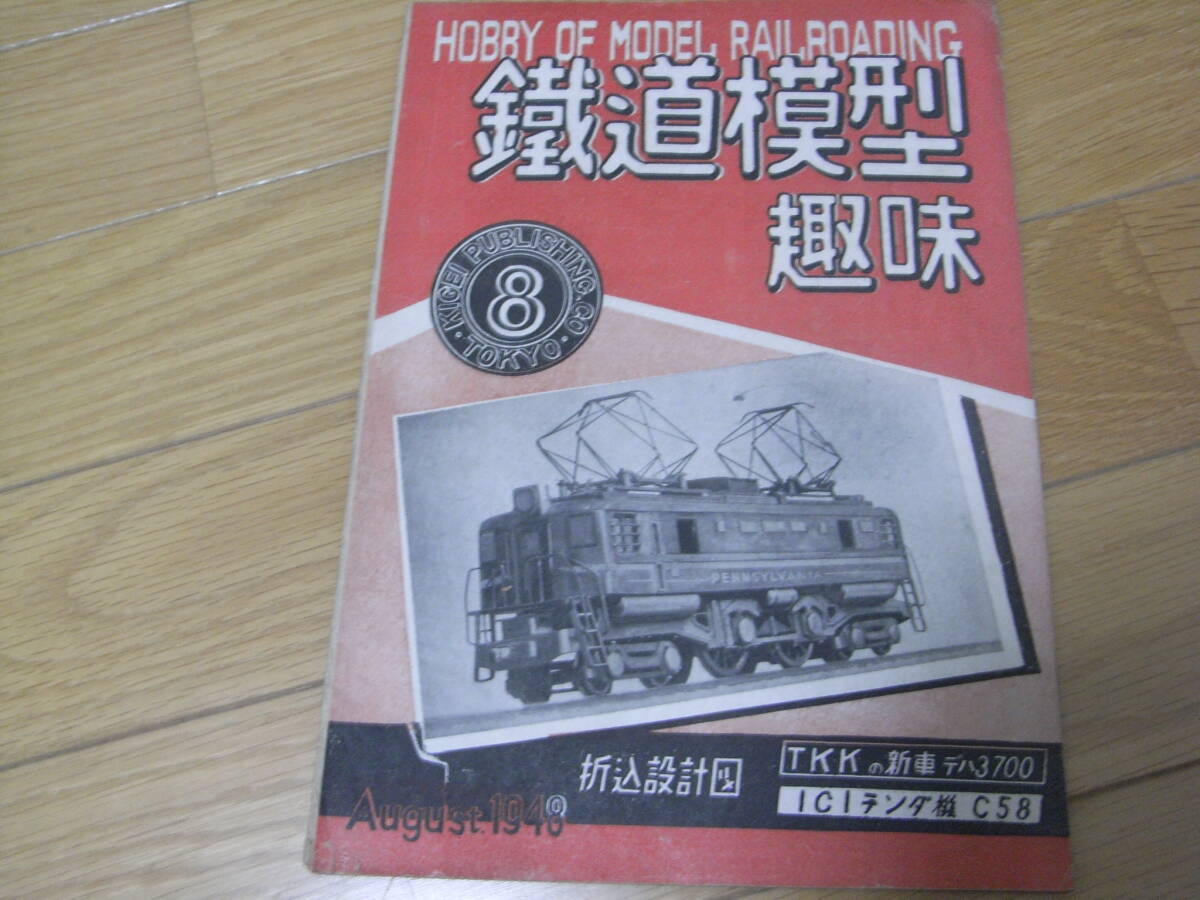 HOBBY OF MODEL RAILROADING
鐵道模型
趣味
KIGEI PUBLISHING.CO
8
TOKYO
PENNSYLVANIA
折込設計図
TKKの新車 デハ3700
1C1テンダ機 C58
August.1948